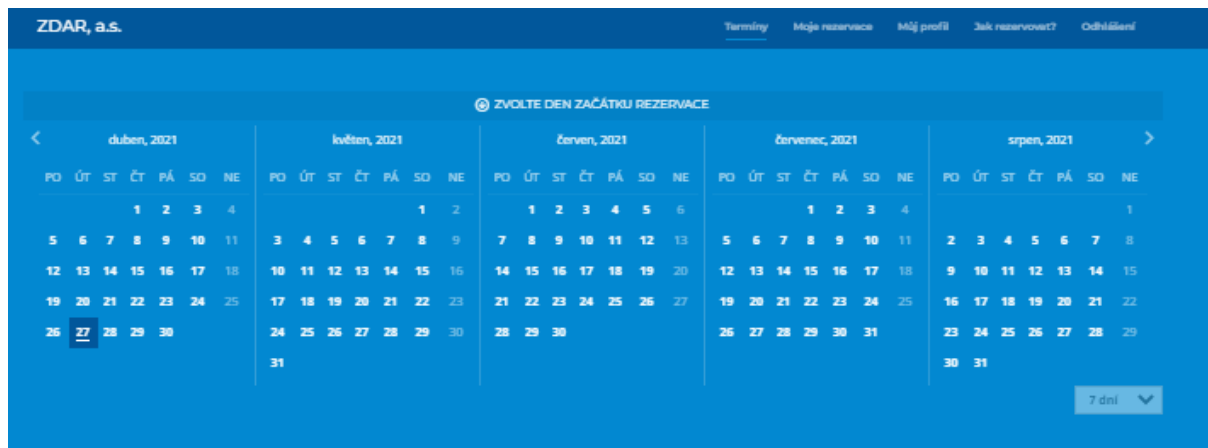 ZDAR, a.s.
Termíny Moje rezervace Můj profil Jak rezervovat? Odhlášení
ZVOLTE DEN ZAČÁTKU REZERVACE
duben, 2021 květen, 2021 červen, 2021 červenec, 2021 srpen, 2021
PO ÚT ST ČT PÁ SO NE PO ÚT ST ČT PÁ SO NE PO ÚT ST ČT PÁ SO NE PO ÚT ST ČT PÁ SO NE PO ÚT ST ČT PÁ SO NE
1 2 3 4 1 2 1 2 3 4 5 6 1 2 3 4 1
5 6 7 8 9 10 11 3 4 5 6 7 8 9 7 8 9 10 11 12 13 5 6 7 8 9 10 11 2 3 4 5 6 7 8
12 13 14 15 16 17 18 10 11 12 13 14 15 16 14 15 16 17 18 19 20 12 13 14 15 16 17 18 9 10 11 12 13 14 15
19 20 21 22 23 24 25 17 18 19 20 21 22 23 21 22 23 24 25 26 27 19 20 21 22 23 24 25 16 17 18 19 20 21 22
26 27 28 29 30 24 25 26 27 28 29 30 28 29 30 26 27 28 29 30 31 23 24 25 26 27 28 29
31 30 31
7 dní